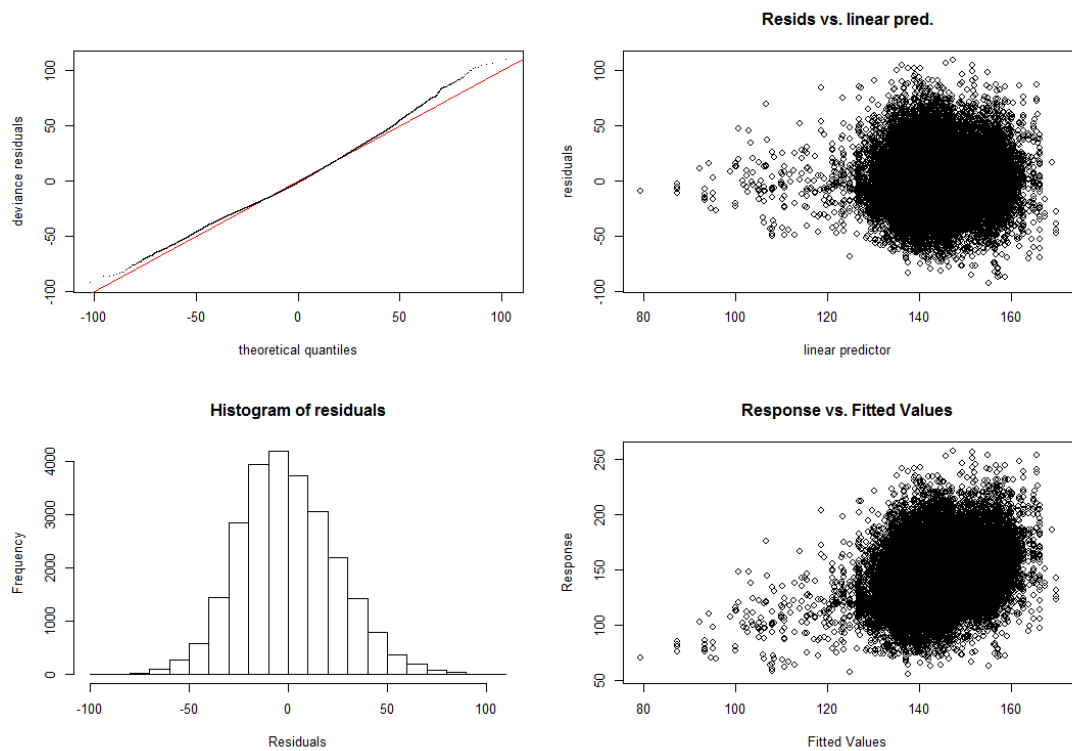 deviance residuals
100
50
0
-50
-100
-100 -50 0 50 100
theoretical quantiles
Resids vs. linear pred.
residuals
100
50
0
-50
-100
80 100 120 140 160
linear predictor
Histogram of residuals
Frequency
4000
3000
2000
1000
0
-100 -50 0 50 100
Residuals
Response vs. Fitted Values
Response
250
200
150
100
50
80 100 120 140 160
Fitted Values